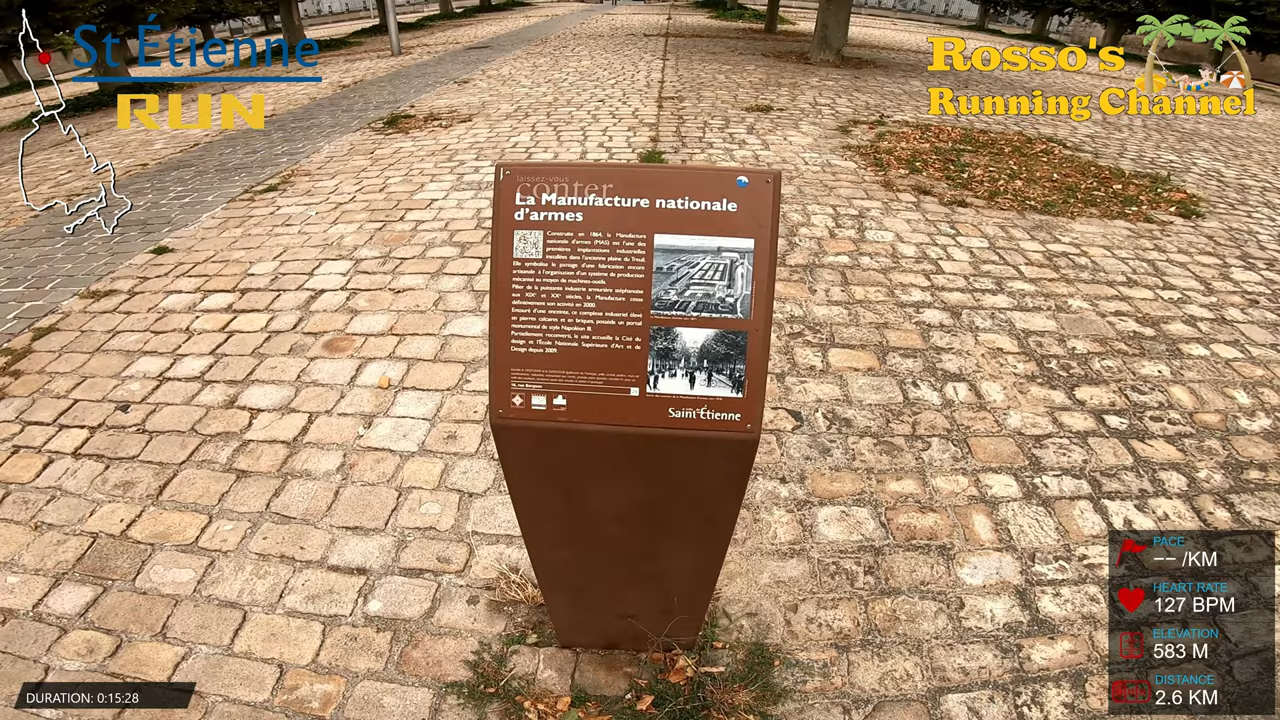 St Étienne
RUN
Rosso's
Running Channel
laissez-vous
conter
La Manufacture nationale
d'armes
Construite en 1864, la Manufacture
nationale d'armes (MAS) est l'une des
premières implantations industrielles
installées dans l'ancienne plaine du Treuil.
Elle symbolise le passage d'une fabrication encore
artisanale à l'organisation d'un système de production
mécanisé au moyen de machines-outils.
Pilier de la puissante industrie armurière stéphanoise
aux XIXe et XXe siècles, la Manufacture cesse
définitivement son activité en 2000.
Entouré d'une enceinte, ce complexe industriel élevé
en pierres calcaires et en briques, possède un portail
monumental de style Napoléon III.
Partiellement reconverti, le site accueille la Cité du
design et l'École Nationale Supérieure d'Art et de
Design depuis 2009.
Saint-Étienne
PACE
-- /KM
HEART RATE
127 BPM
ELEVATION
583 M
DISTANCE
2.6 KM
DURATION: 0:15:28